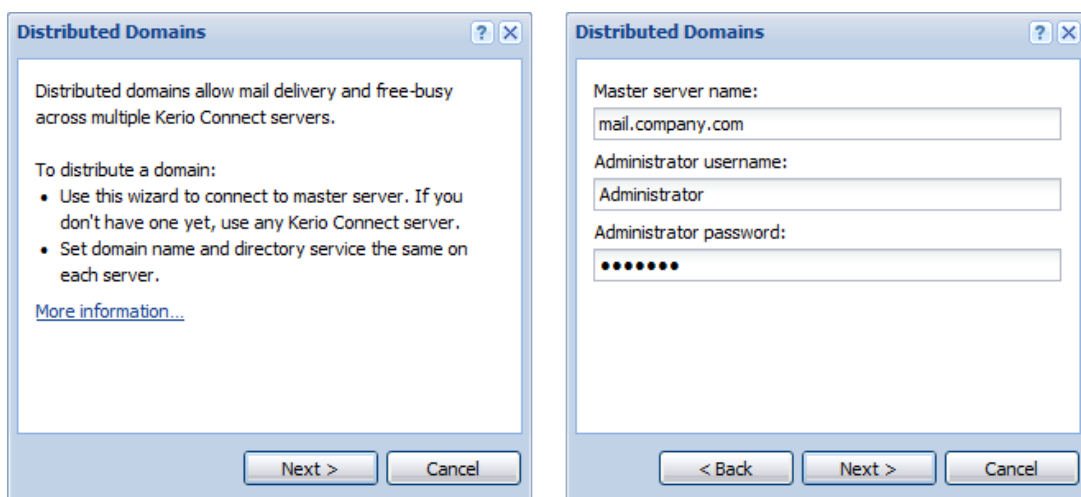 Distributed Domains
Distributed domains allow mail delivery and free-busy
across multiple Kerio Connect servers.
To distribute a domain:
• Use this wizard to connect to master server. If you
don't have one yet, use any Kerio Connect server.
• Set domain name and directory service the same on
each server.
More information...
Next >
Cancel
Distributed Domains
Master server name:
mail.company.com
Administrator username:
Administrator
Administrator password:
•••••••
< Back
Next >
Cancel